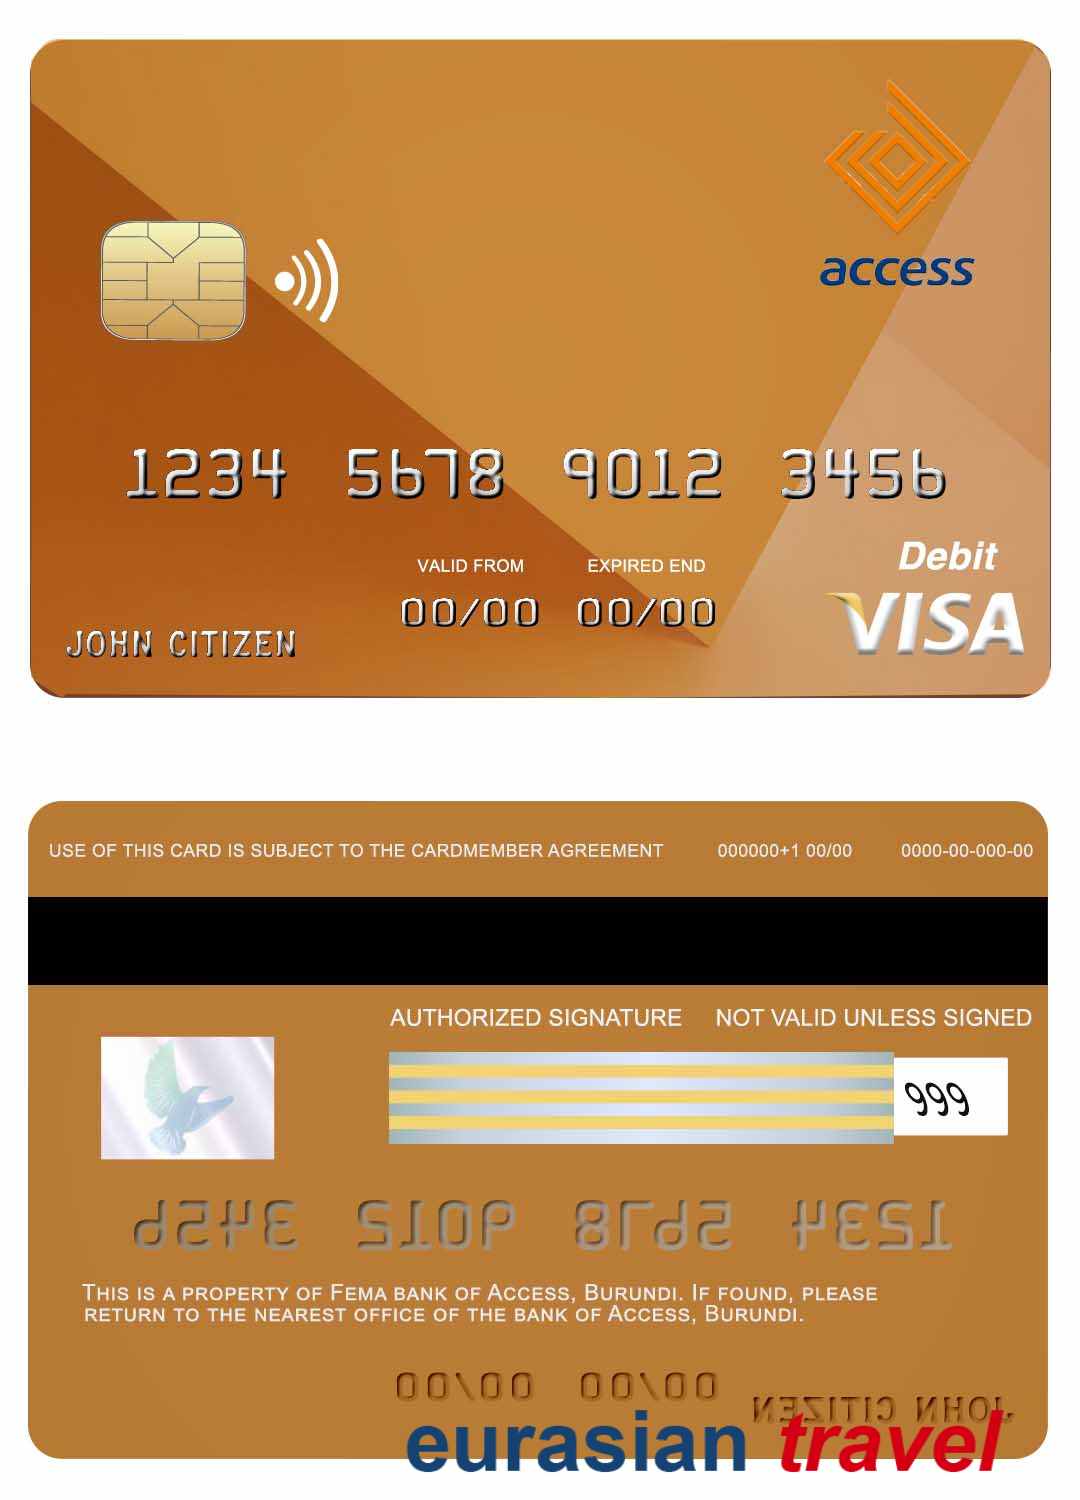 access
1234 5678 9012 3456
Debit
VALID FROM EXPIRED END
00/00 00/00
VISA
JOHN CITIZEN
USE OF THIS CARD IS SUBJECT TO THE CARDMEMBER AGREEMENT 000000+1 00/00 0000-00-000-00
AUTHORIZED SIGNATURE NOT VALID UNLESS SIGNED
999
1234 5678 9012 3456
THIS IS A PROPERTY OF FEMA BANK OF ACCESS, BURUNDI. IF FOUND, PLEASE
RETURN TO THE NEAREST OFFICE OF THE BANK OF ACCESS, BURUNDI.
00/00 00/00
JOHN CITIZEN
eurasian travel